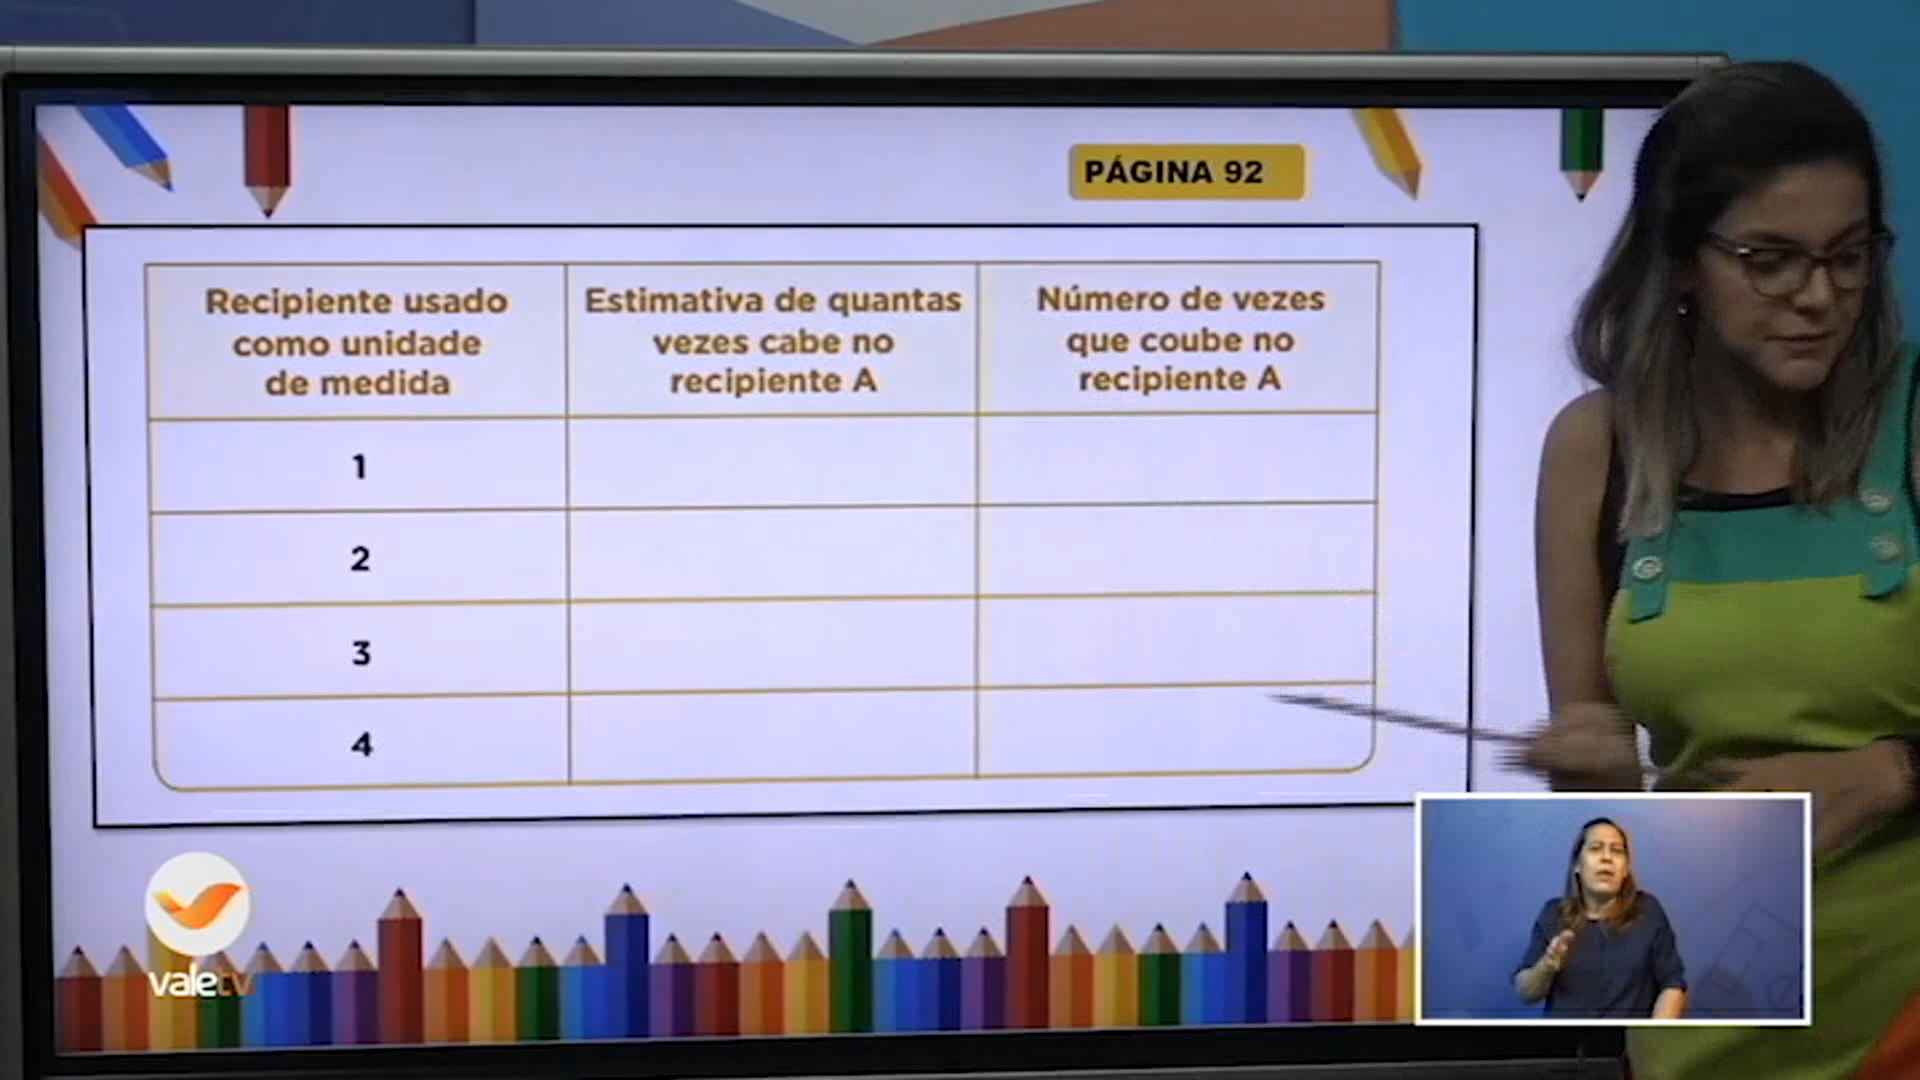 PÁGINA 92
Recipiente usado
como unidade
de medida
Estimativa de quantas
vezes cabe no
recipiente A
Número de vezes
que coube no
recipiente A
1
2
3
4
valetv